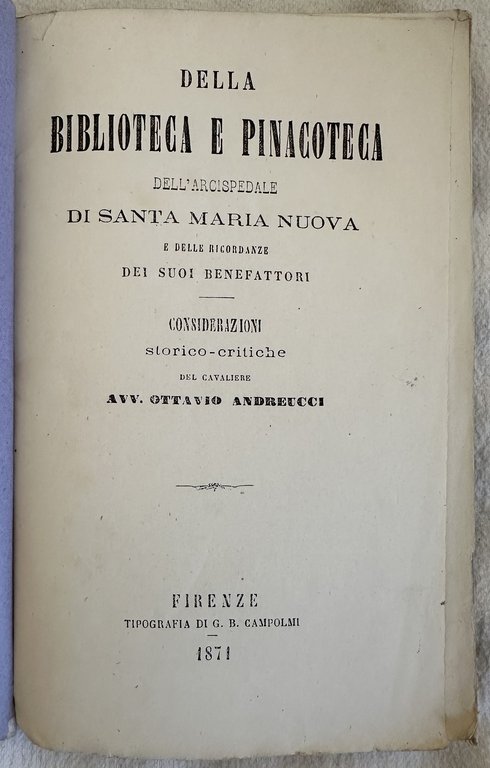 DELLA
BIBLIOTECA E PINACOTECA
DELL'ARCISPEDALE
DI SANTA MARIA NUOVA
E DELLE RICORDANZE
DEI SUOI BENEFATTORI
CONSIDERAZIONI
storico-critiche
DEL CAVALIERE
AVV. OTTAVIO ANDREUCCI
FIRENZE
TIPOGRAFIA DI G. B. CAMPOLMI
1871